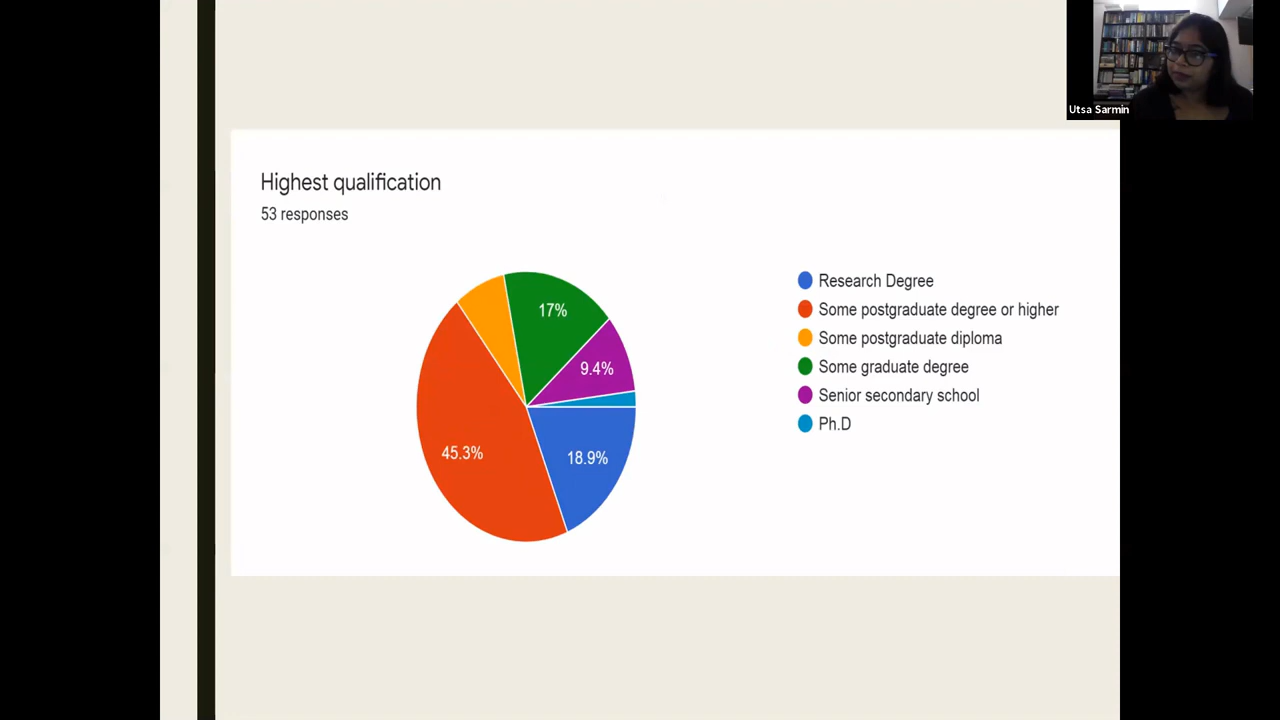 Utsa Sarmin
Highest qualification
53 responses
17%
9.4%
45.3%
18.9%
Research Degree
Some postgraduate degree or higher
Some postgraduate diploma
Some graduate degree
Senior secondary school
Ph.D